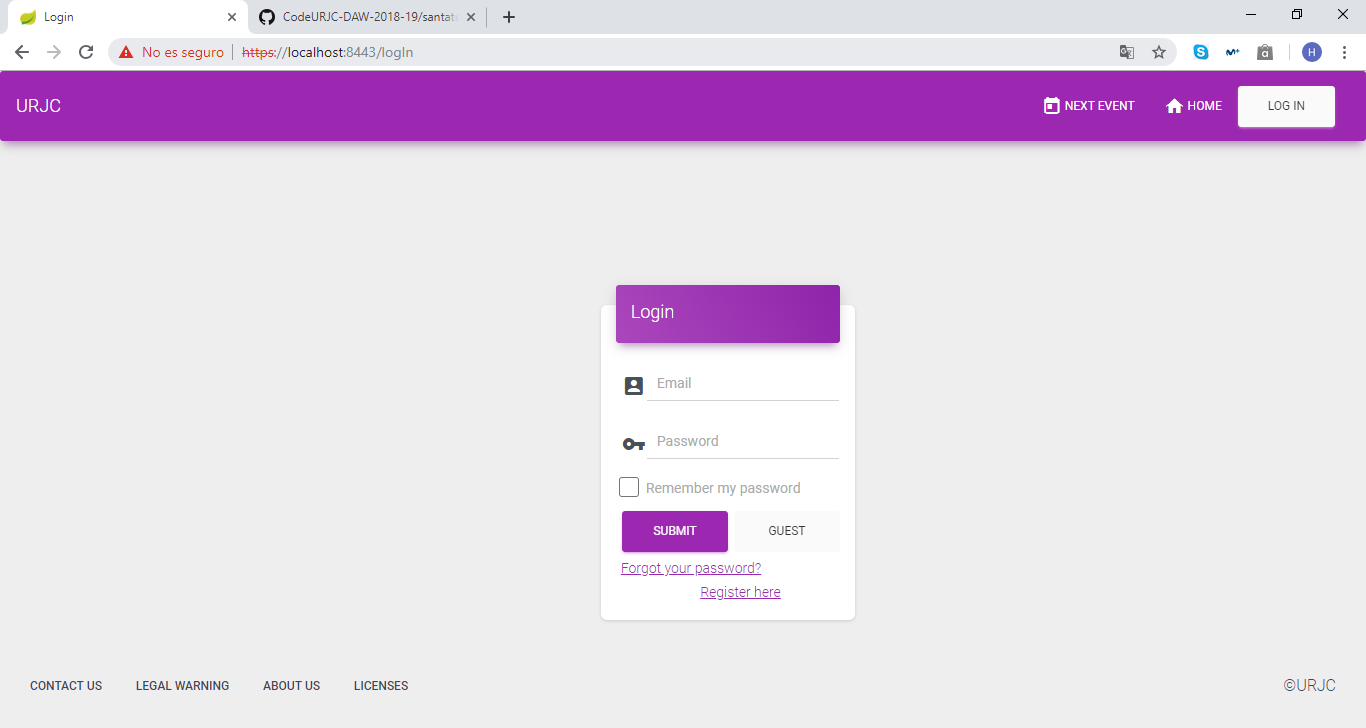 Login
CodeURJC-DAW-2018-19/santat
No es seguro https://localhost:8443/logIn
H
URJC
NEXT EVENT
HOME
LOG IN
Login
Email
Password
Remember my password
SUBMIT
GUEST
Forgot your password?
Register here
CONTACT US
LEGAL WARNING
ABOUT US
LICENSES
©URJC